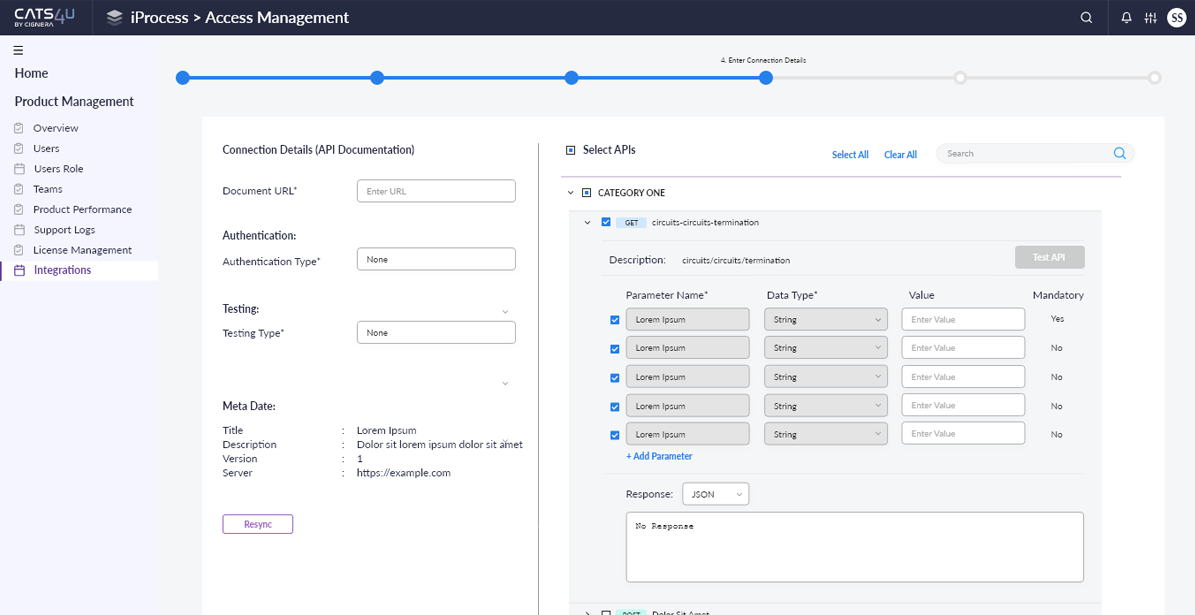 CATS4U
BY CIGNERA
iProcess > Access Management
SS
Home
Product Management
Overview
Users
Users Role
Teams
Product Performance
Support Logs
License Management
Integrations
4. Enter Connection Details
Connection Details (API Documentation)
Document URL*
Enter URL
Authentication:
Authentication Type*
None
Testing:
Testing Type*
None
Meta Date:
Title : Lorem Ipsum
Description : Dolor sit lorem ipsum dolor sit amet
Version : 1
Server : https://example.com
Resync
Select APIs
Select All
Clear All
Search
CATEGORY ONE
GET circuits-circuits-termination
Description: circuits/circuits/termination
Test API
Parameter Name* Data Type* Value Mandatory
Lorem Ipsum String Enter Value Yes
Lorem Ipsum String Enter Value No
Lorem Ipsum String Enter Value No
Lorem Ipsum String Enter Value No
Lorem Ipsum String Enter Value No
+ Add Parameter
Response: JSON
No Response
POST Dolor Sit Amet